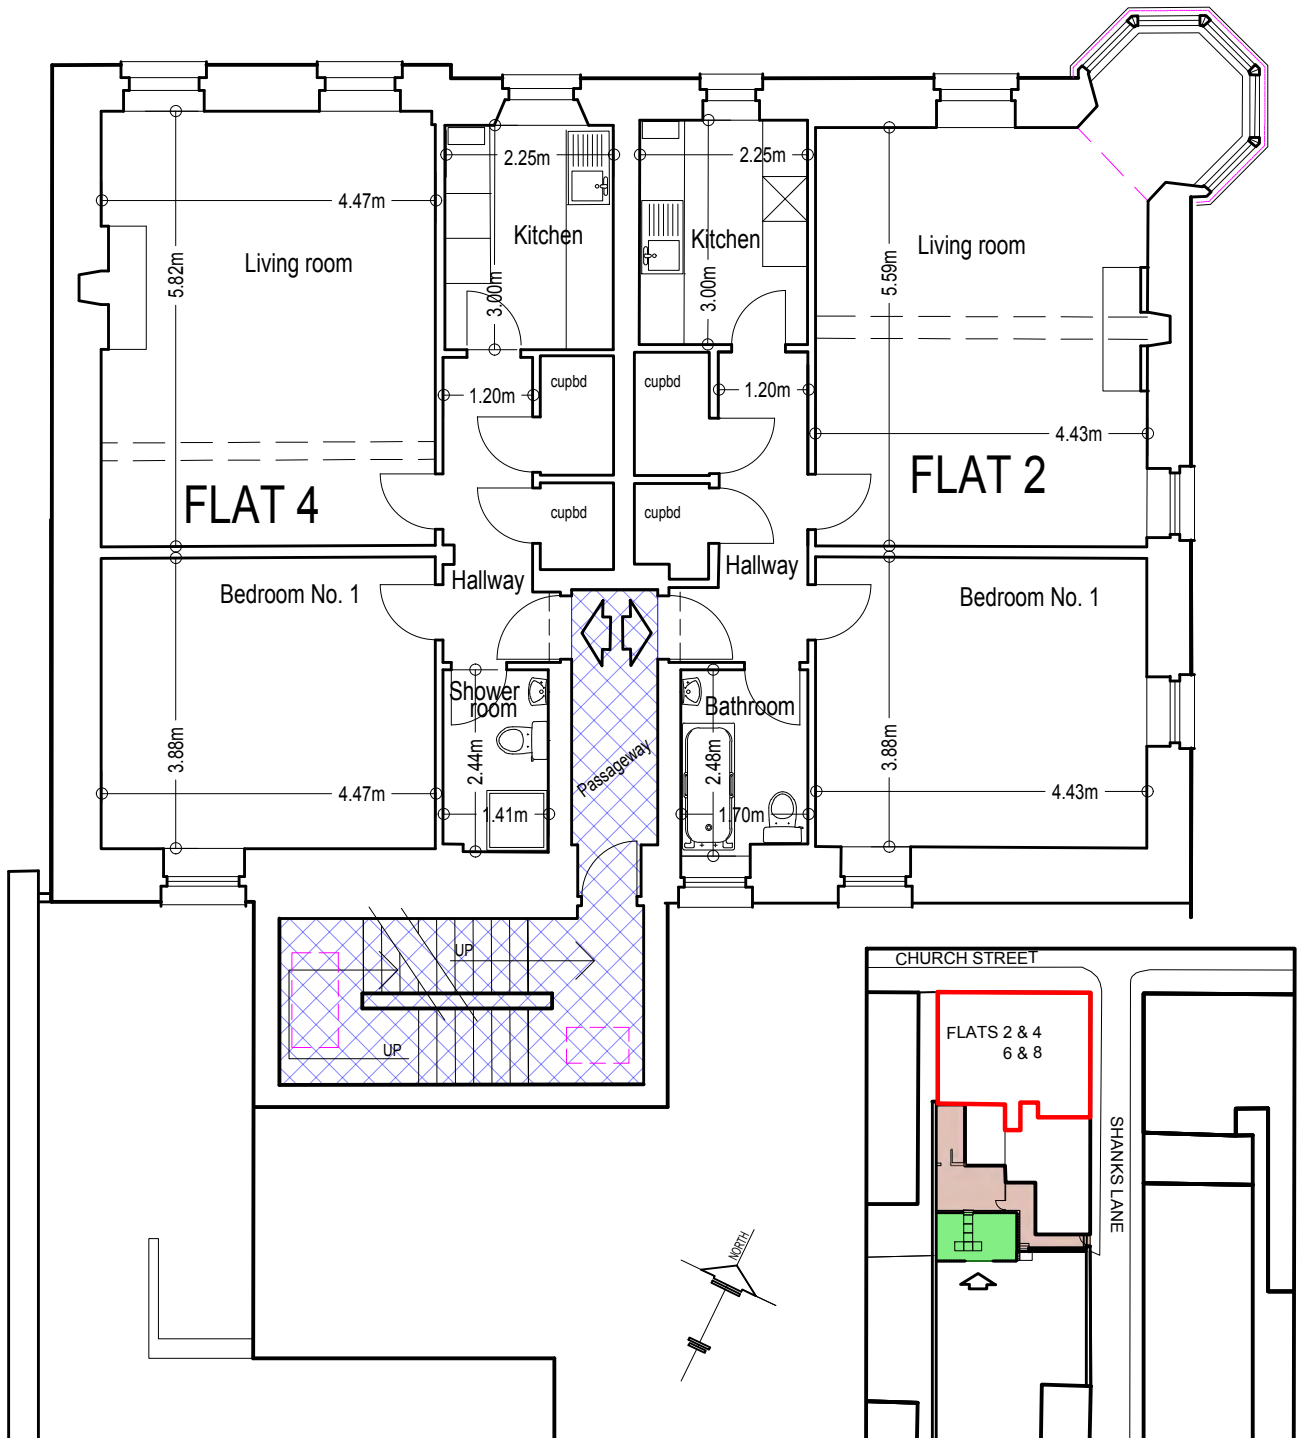 2.25m
2.25m
4.47m
Kitchen
Kitchen
Living room
Living room
5.82m
3.00m
3.00m
5.59m
cupbd
cupbd
1.20m
1.20m
4.43m
FLAT 4
FLAT 2
cupbd
cupbd
Hallway
Hallway
Bedroom No. 1
Bedroom No. 1
Shower
room
Bathroom
3.88m
2.44m
Passageway
2.48m
3.88m
4.47m
1.41m
1.70m
4.43m
UP
UP
NORTH
CHURCH STREET
FLATS 2 & 4
6 & 8
SHANKS LANE